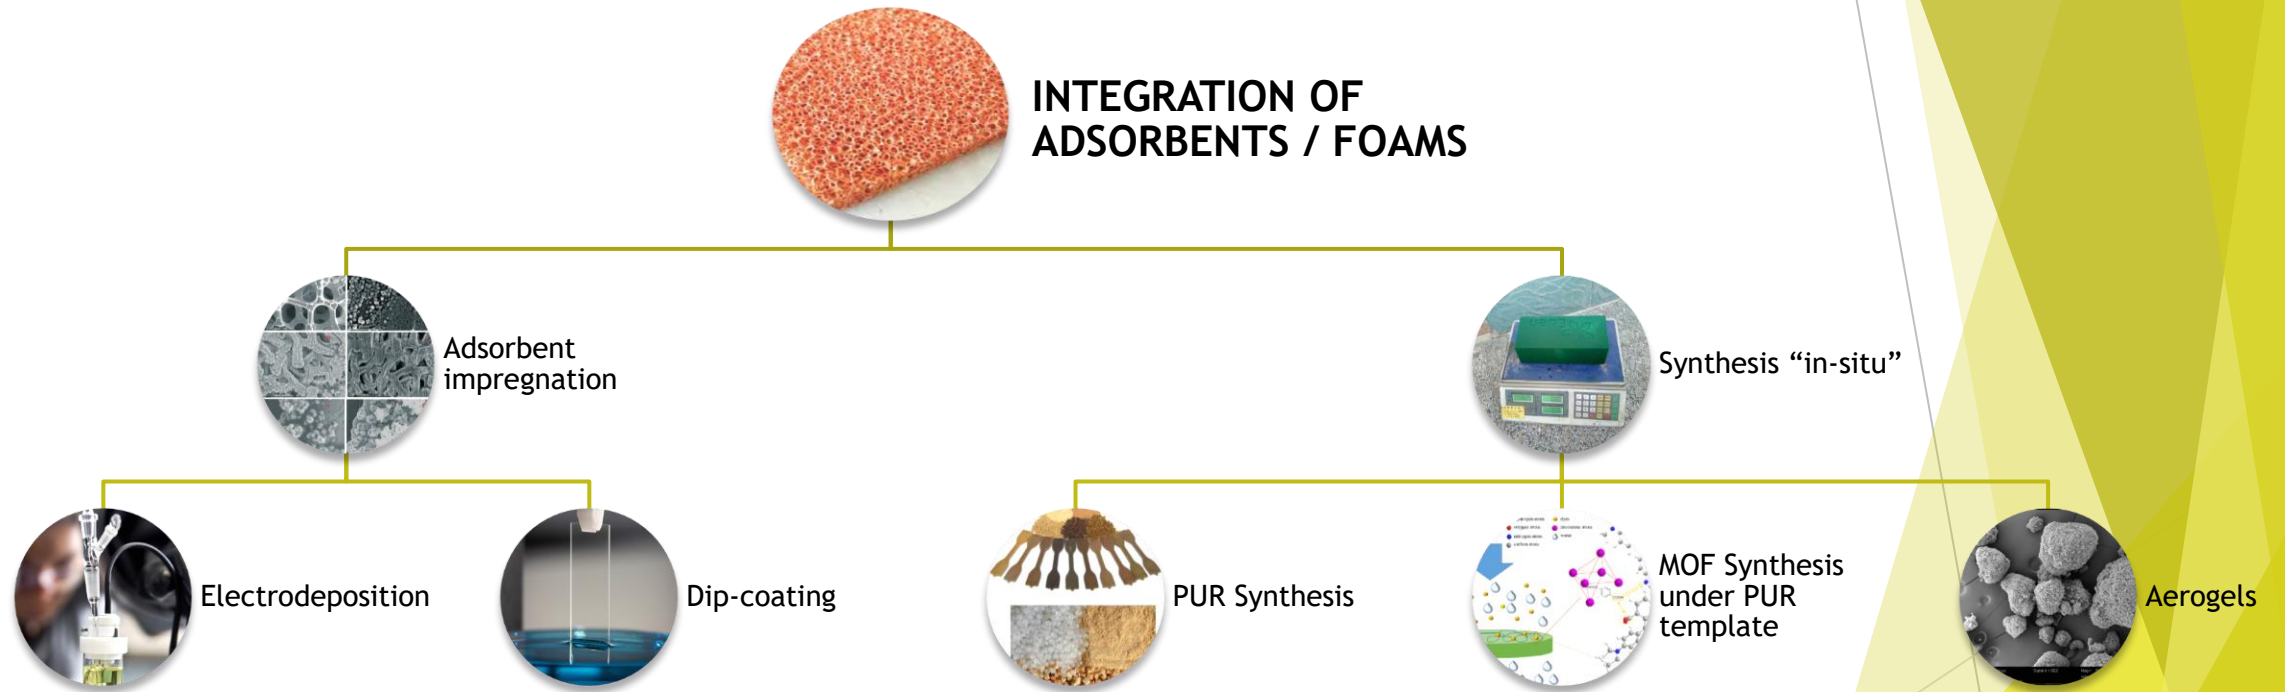 INTEGRATION OF
ADSORBENTS / FOAMS
Adsorbent
impregnation
Synthesis “in-situ”
Electrodeposition
Dip-coating
PUR Synthesis
MOF Synthesis
under PUR
template
Aerogels